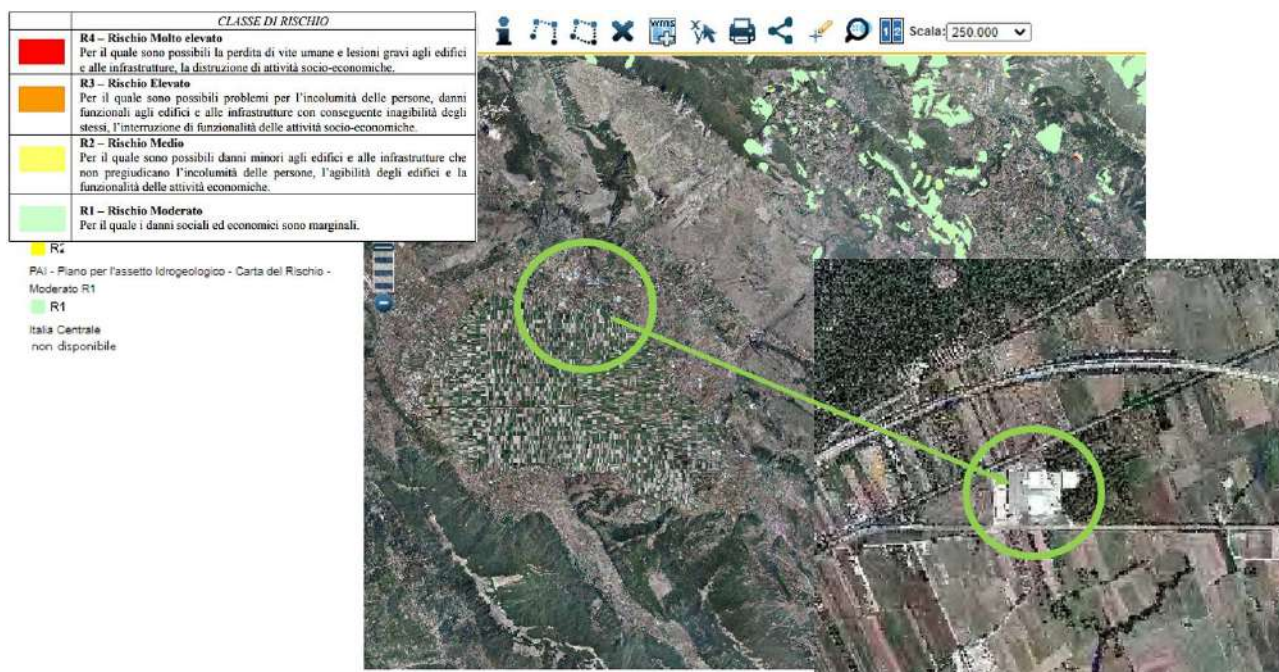 CLASSE DI RISCHIO
R4 – Rischio Molto elevato
Per il quale sono possibili la perdita di vite umane e lesioni gravi agli edifici
e alle infrastrutture, la distruzione di attività socio-economiche.
R3 – Rischio Elevato
Per il quale sono possibili problemi per l'incolumità delle persone, danni
funzionali agli edifici e alle infrastrutture con conseguente inagibilità degli
stessi, l'interruzione di funzionalità delle attività socio-economiche.
R2 – Rischio Medio
Per il quale sono possibili danni minori agli edifici e alle infrastrutture che
non pregiudicano l'incolumità delle persone, l'agibilità degli edifici e la
funzionalità delle attività economiche.
R1 – Rischio Moderato
Per il quale i danni sociali ed economici sono marginali.
wms
x y
1 2
Scala: 250.000
R2
PAI - Piano per l'assetto Idrogeologico - Carta del Rischio -
Moderato R1
R1
Italia Centrale
non disponibile